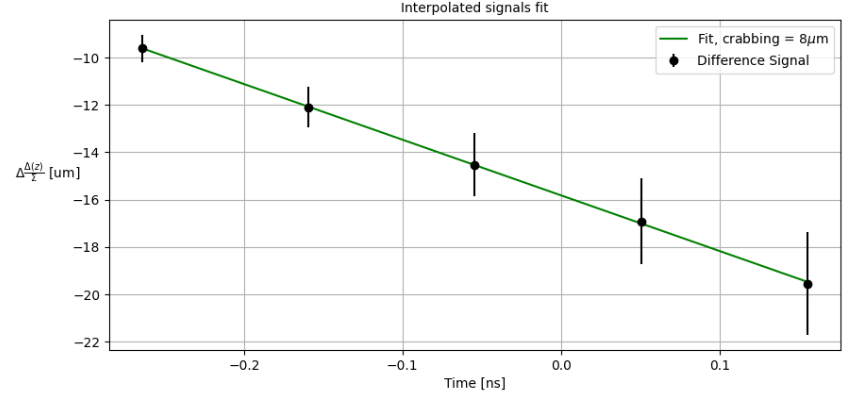 Interpolated signals fit
Fit, crabbing = 8μm
Difference Signal
−10
−12
−14
−16
−18
−20
−22
Δ Δ(z)/Σ [um]
−0.2
−0.1
0.0
0.1
Time [ns]